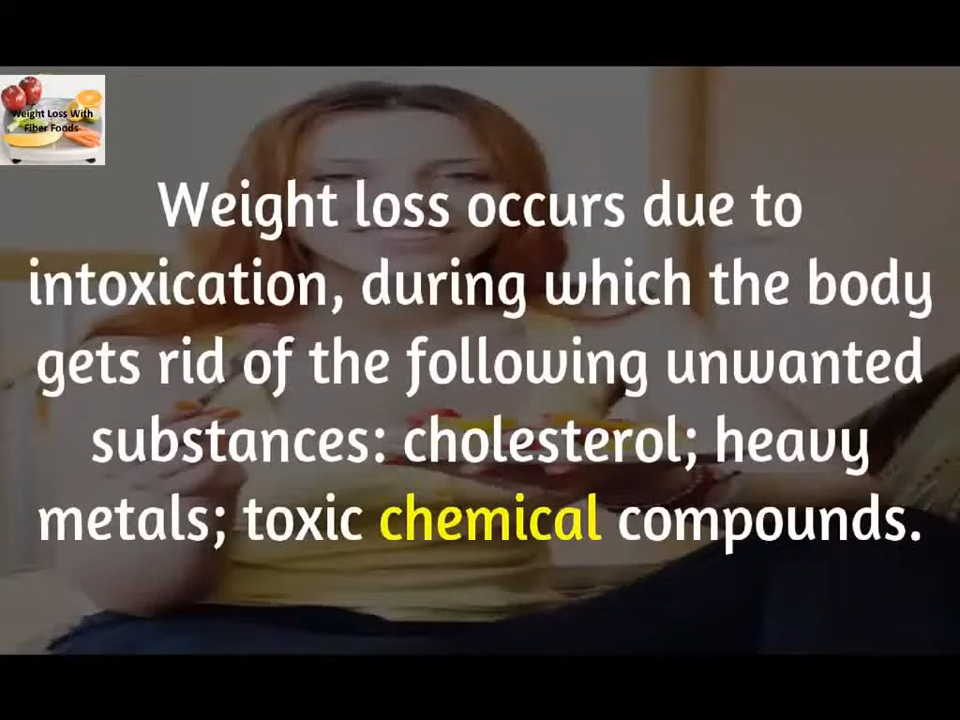 Weight Loss With
Fiber Foods
Weight loss occurs due to
intoxication, during which the body
gets rid of the following unwanted
substances: cholesterol; heavy
metals; toxic chemical compounds.